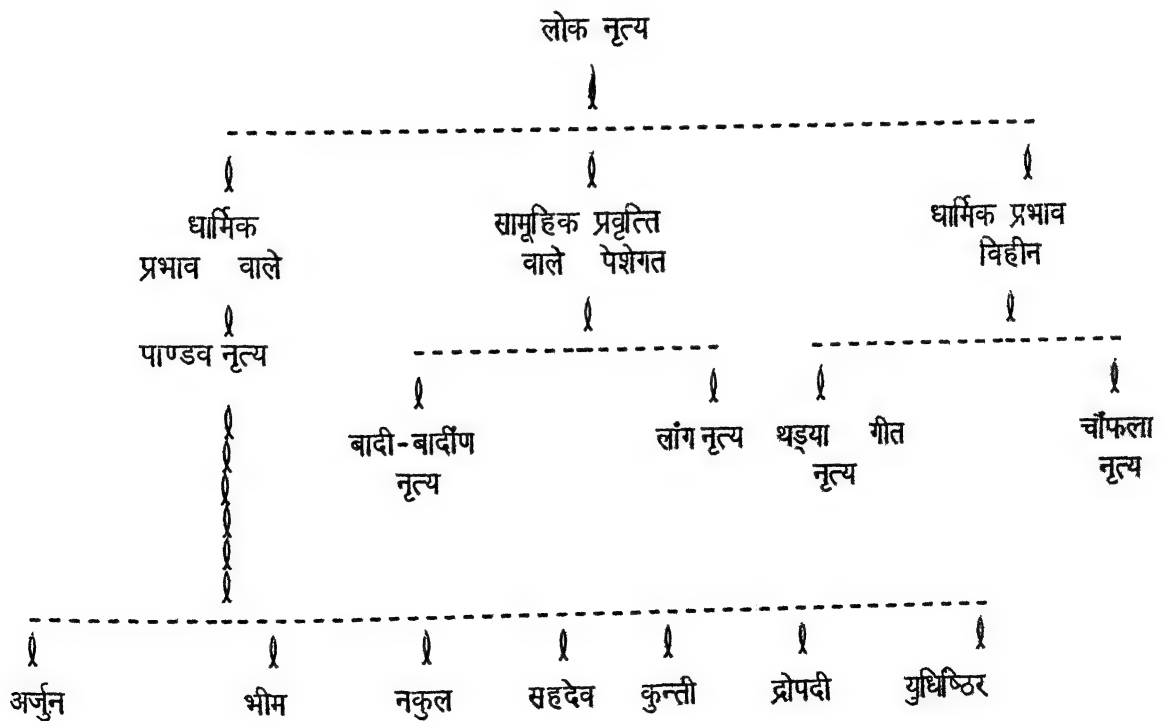 लोक नृत्य
धार्मिक
प्रभाव वाले
सामूहिक प्रवृत्ति
वाले पेशेगत
धार्मिक प्रभाव
विहीन
पाण्डव नृत्य
बादी-बादींण
नृत्य
लाँग नृत्य
थड़्या गीत
नृत्य
चौंफला
नृत्य
अर्जुन भीम नकुल सहदेव कुन्ती द्रोपदी युधिष्ठिर